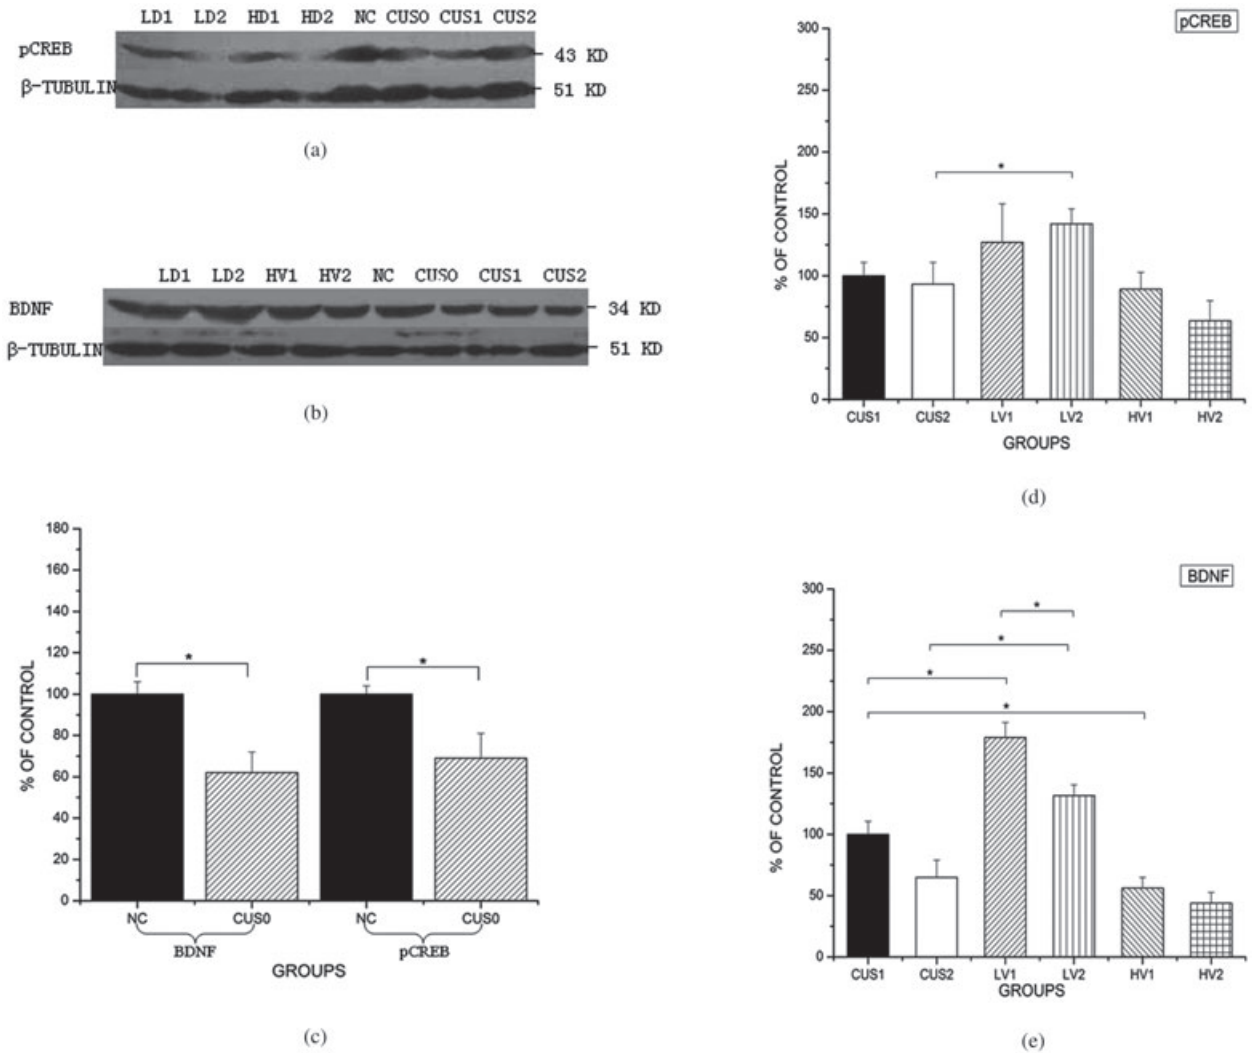 LD1 LD2 HD1 HD2 NC CUS0 CUS1 CUS2
pCREB 43 KD
β-TUBULIN 51 KD
(a)
LD1 LD2 HV1 HV2 NC CUS0 CUS1 CUS2
BDNF 34 KD
β-TUBULIN 51 KD
(b)
180
160
140
120
100
80
60
40
20
0
% OF CONTROL
* *
NC CUS0 NC CUS0
BDNF pCREB
GROUPS
(c)
pCREB
300
250
200
150
100
50
0
% OF CONTROL
*
CUS1 CUS2 LV1 LV2 HV1 HV2
GROUPS
(d)
BDNF
300
250
200
150
100
50
0
% OF CONTROL
*
*
*
*
CUS1 CUS2 LV1 LV2 HV1 HV2
GROUPS
(e)